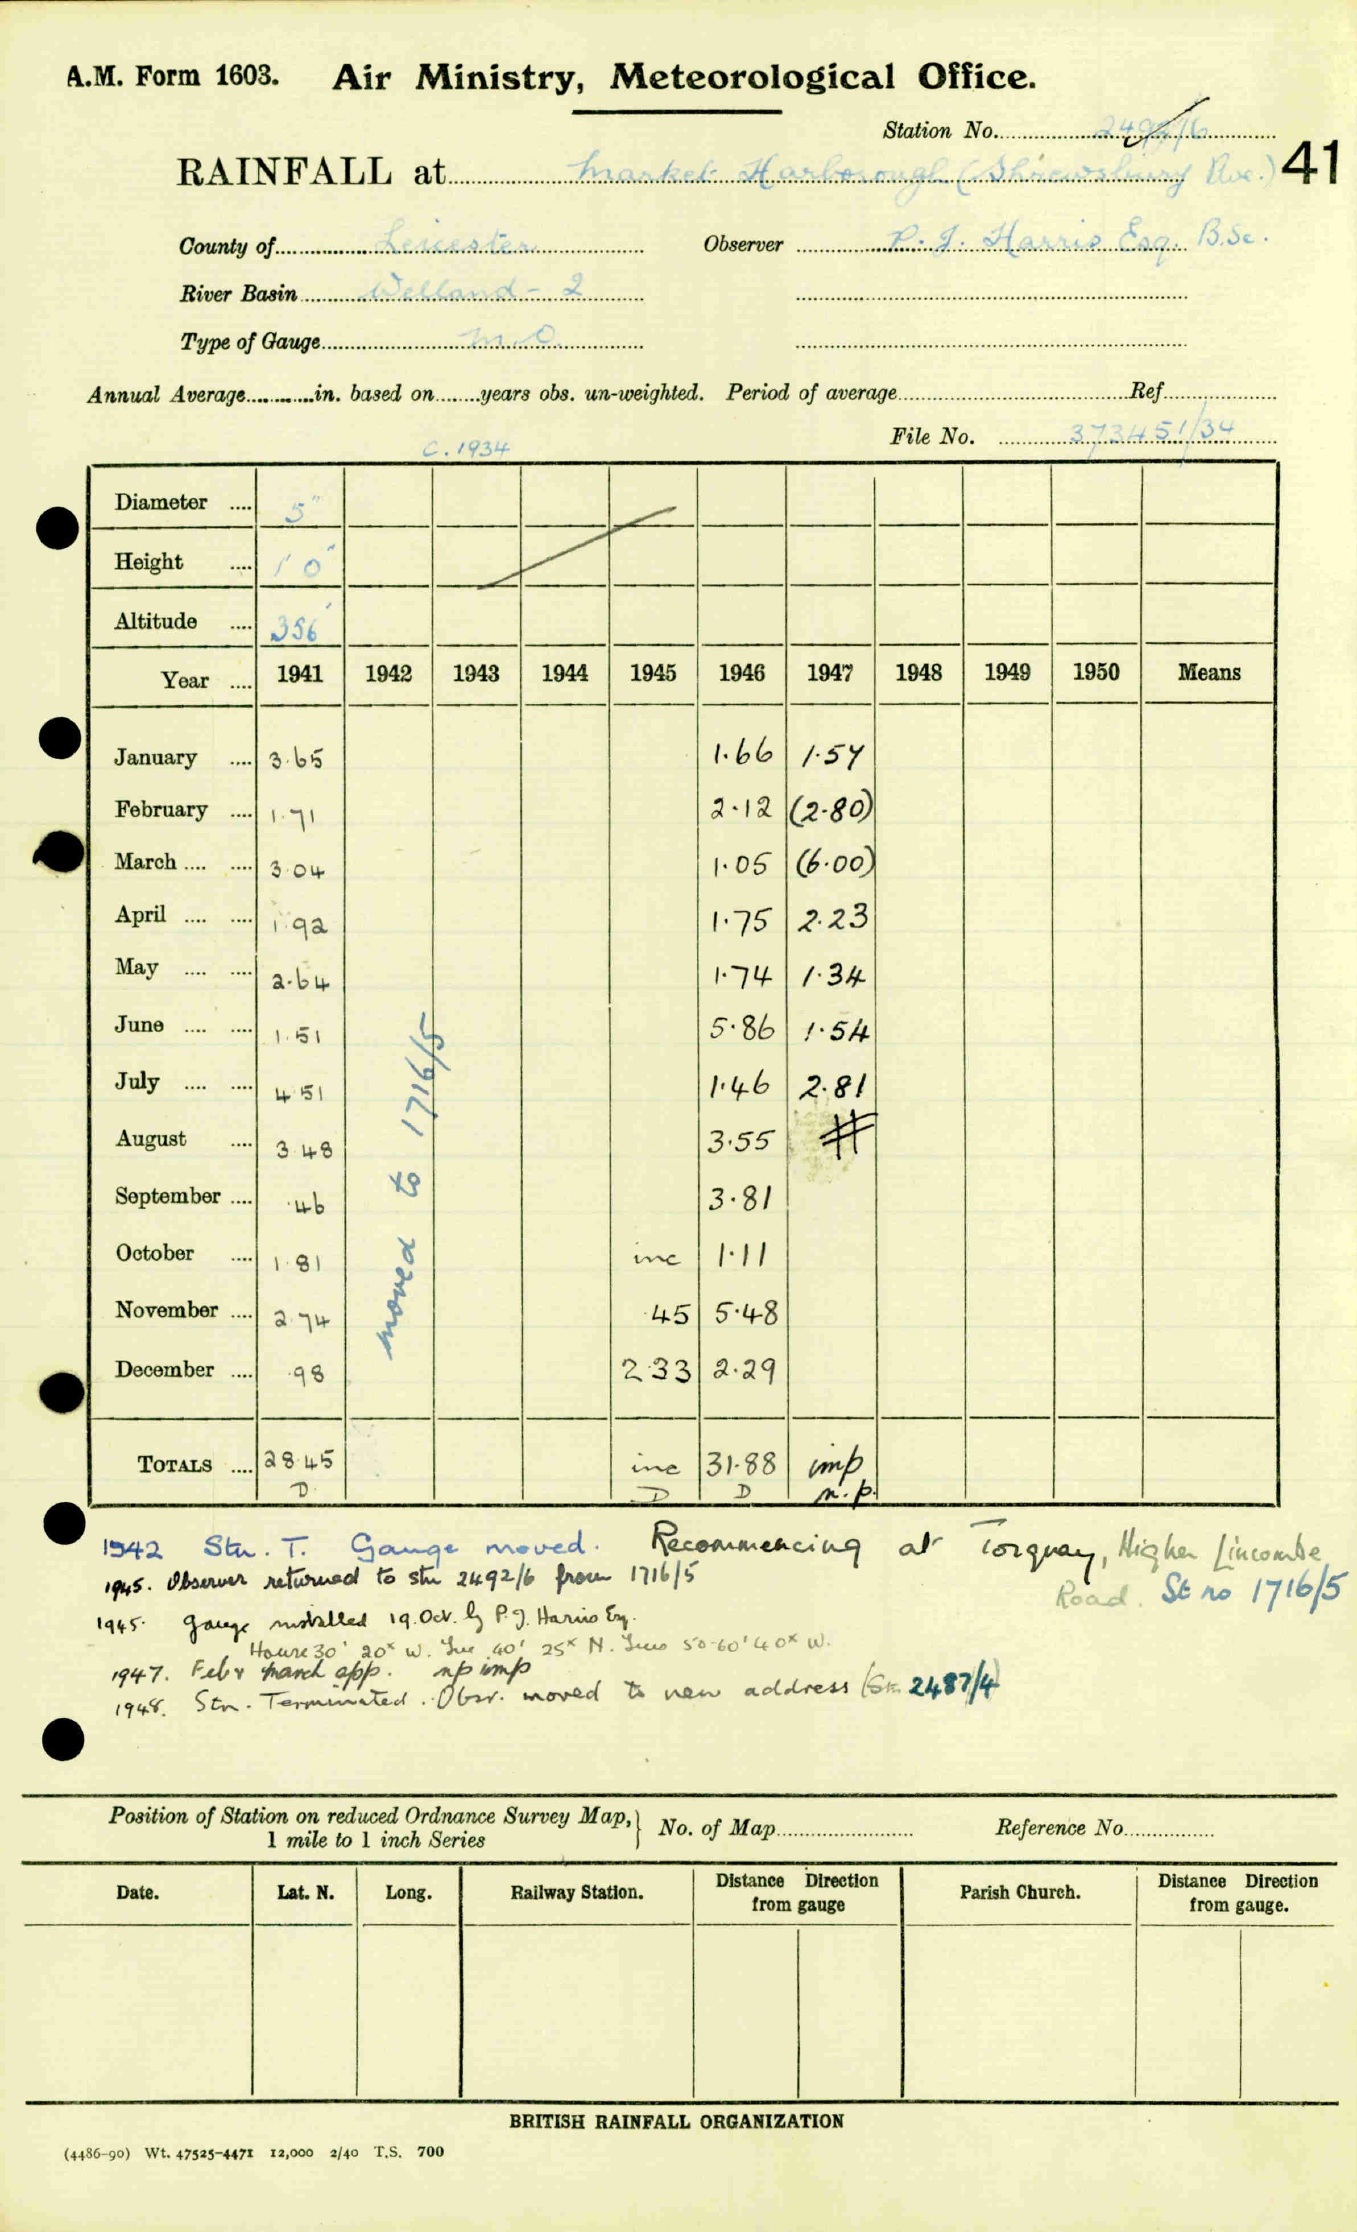 A.M. Form 1603. Air Ministry, Meteorological Office.
Station No. 2492/6
RAINFALL at Market Harborough (Shrewsbury Ave.) 41
County of Leicester Observer P. J. Harris Esq. B.Sc.
River Basin Welland - 2
Type of Gauge M.O.
Annual Average in. based on years obs. un-weighted. Period of average Ref
File No. 373451/34
C. 1934
Diameter .... 5"
Height .... 1' 0"
Altitude .... 356'
Year .... 1941 1942 1943 1944 1945 1946 1947 1948 1949 1950 Means
January .... 3.65 1.66 1.57
February .... 1.71 2.12 (2.80)
March .... .... 3.04 1.05 (6.00)
April .... .... 1.92 1.75 2.23
May .... .... 2.64 1.74 1.34
June .... .... 1.51 5.86 1.54
July .... .... 4.51 1.46 2.81
August .... 3.48 3.55 #
September .... .46 3.81
October .... 1.81 inc 1.11
November .... 2.74 .45 5.48
December .... .98 2.33 2.29
moved to 1716/5
TOTALS .... 28.45 inc 31.88 imp
D D D n.p.
1942 Stn. T. Gauge moved. Recommencing at Torquay, Higher Lincombe
Road. St no 1716/5
1945. Observer returned to stn 2492/6 from 1716/5
1945. Gauge installed 19. Oct. by P. J. Harris Esq.
30' 20" W. 40' 25" N. 50-60' 40" W.
1947. Feb & March app. np imp
1948. Stn. Terminated. Obsr. moved to new address (Stn 2487/4)
Position of Station on reduced Ordnance Survey Map,
1 mile to 1 inch Series } No. of Map Reference No.
Date. Lat. N. Long. Railway Station. Distance Direction from gauge Parish Church. Distance Direction from gauge.
BRITISH RAINFALL ORGANIZATION
(4486-90) Wt. 47525-4471 12,000 2/40 T.S. 700